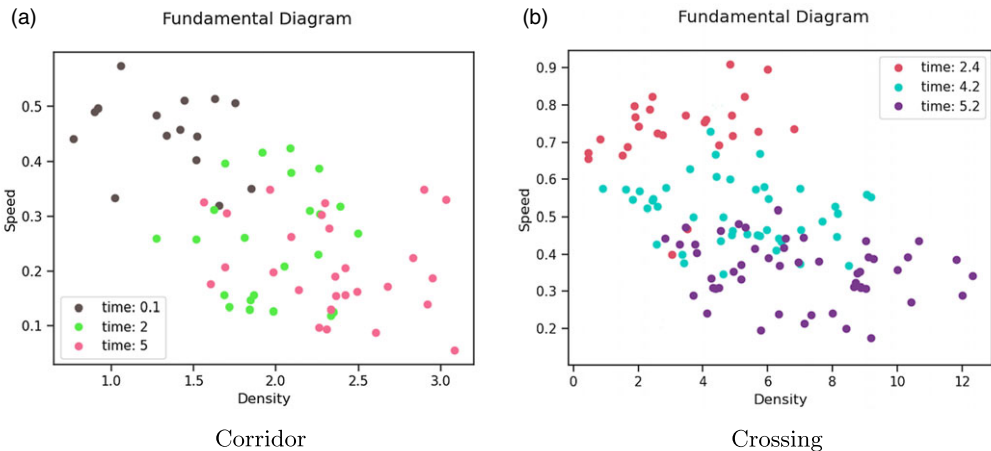 (a)
Fundamental Diagram
Speed
0.5
0.4
0.3
0.2
0.1
time: 0.1
time: 2
time: 5
1.0 1.5 2.0 2.5 3.0
Density
Corridor
(b)
Fundamental Diagram
Speed
0.9
0.8
0.7
0.6
0.5
0.4
0.3
0.2
time: 2.4
time: 4.2
time: 5.2
0 2 4 6 8 10 12
Density
Crossing